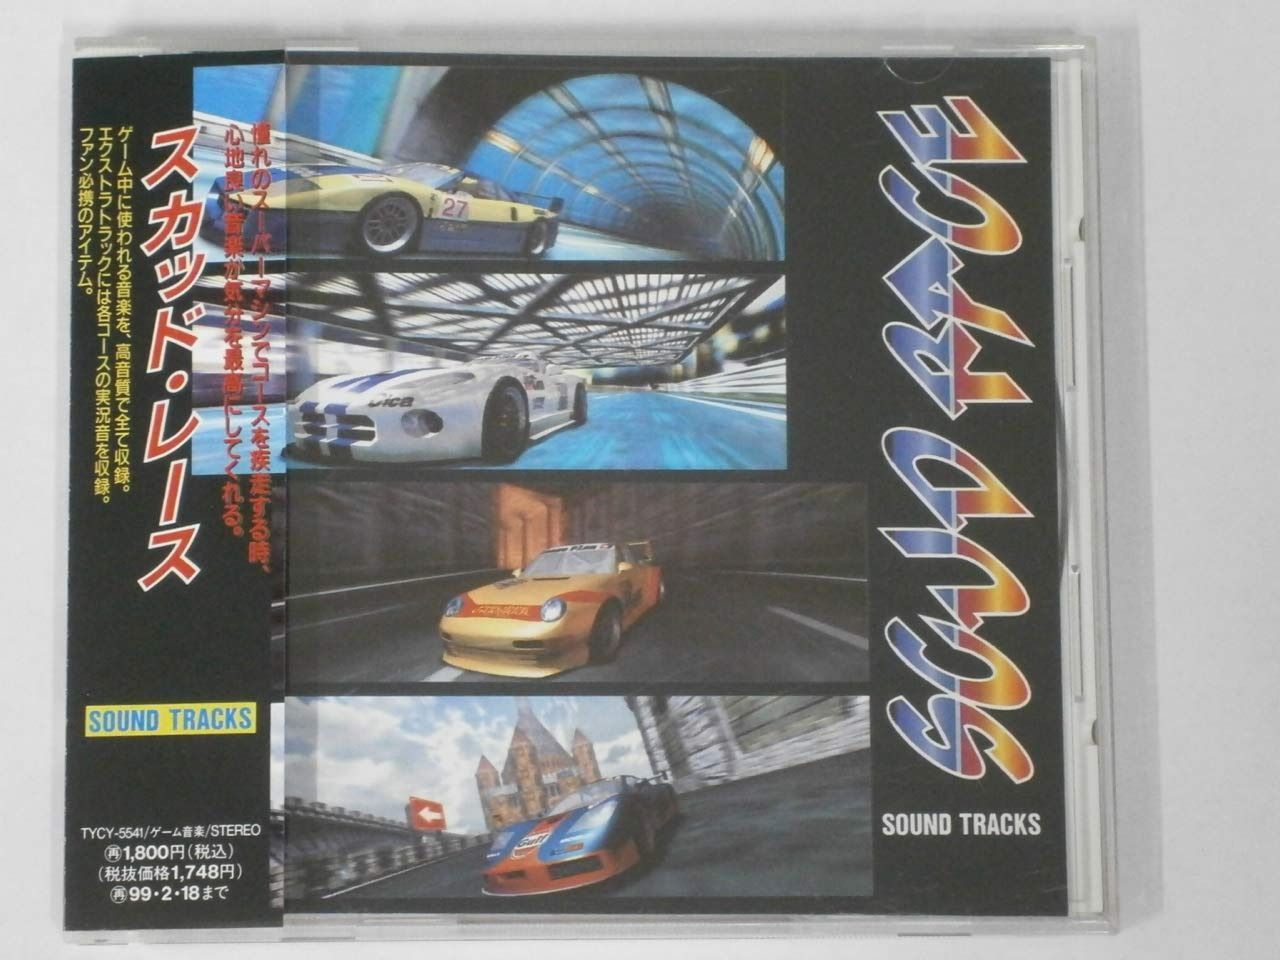 憧れのスーパーマシンでコースを疾走する時、
心地良い音楽が気分を最高にしてくれる。
スカッド・レース
ゲーム中に使われる音楽を、高音質で全て収録。
エクストラトラックには各コースの実況音を収録。
ファン必携のアイテム。
SOUND TRACKS
TYCY-5541/ゲーム音楽/STEREO
再1,800円(税込)
(税抜価格1,748円)
再99・2・18まで
SCUD RACE
SOUND TRACKS
27
Gulf